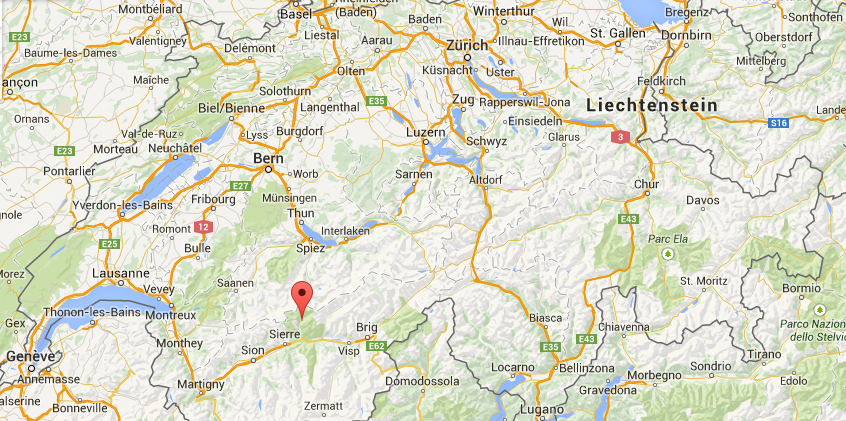 Montbéliard
Basel
(Baden)
Baden
Winterthur
Bregenz
Sonthofen
E23
Valentigney
Liestal
Wil
St. Gallen
Dornbirn
Oberstdorf
Baume-les-Dames
Delémont
Aarau
Zürich
Illnau-Effretikon
Mittelberg
Maîche
Olten
Küsnacht
Uster
Feldkirch
Solothurn
Langenthal
E35
Zug
Rapperswil-Jona
Liechtenstein
Ornans
Biel/Bienne
Einsiedeln
S16
Val-de-Ruz
Lyss
Burgdorf
Luzern
Schwyz
Glarus
3
Morteau
Neuchâtel
E23
Bern
Pontarlier
Worb
Sarnen
Altdorf
Chur
E27
Münsingen
Davos
Yverdon-les-Bains
Fribourg
Thun
E43
Romont
12
Interlaken
E25
Bulle
Spiez
Parc Ela
Lausanne
Saanen
St. Moritz
Bormio
Vevey
Thonon-les-Bains
Montreux
Biasca
Gex
Sierre
Brig
Chiavenna
Parco Nazion
dello Stelvio
Monthey
Sion
Visp
E62
E35
E43
Tirano
Genève
Annemasse
Martigny
Domodossola
Locarno
Bellinzona
Morbegno
Sondrio
Edolo
Bonneville
Zermatt
Gravedona
Lugano